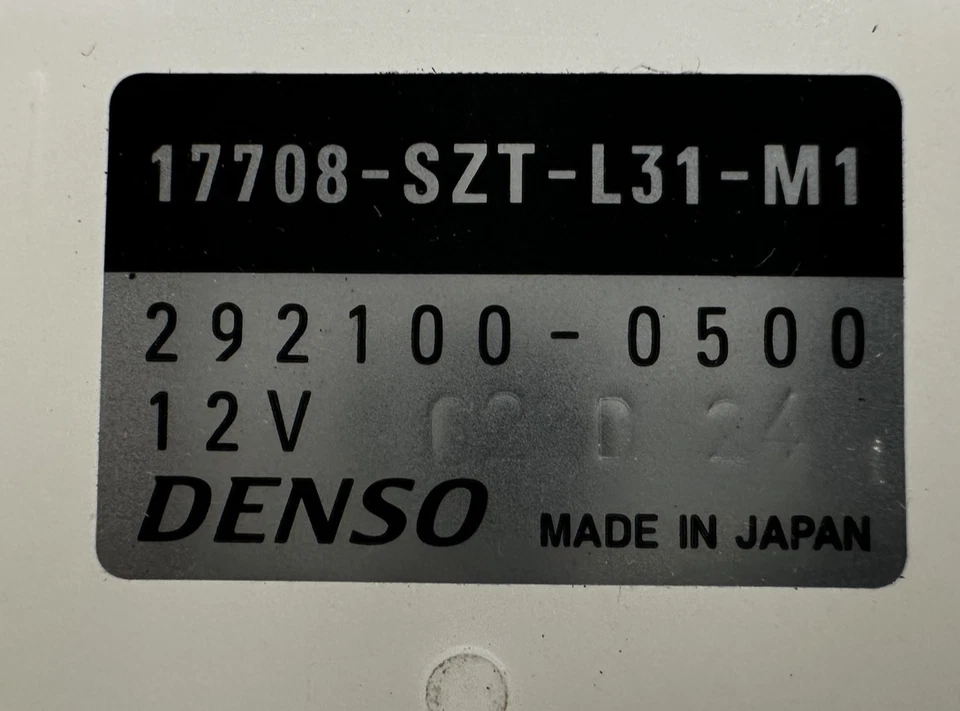 17708-SZT-L31-M1
292100-0500
12V
DENSO
MADE IN JAPAN